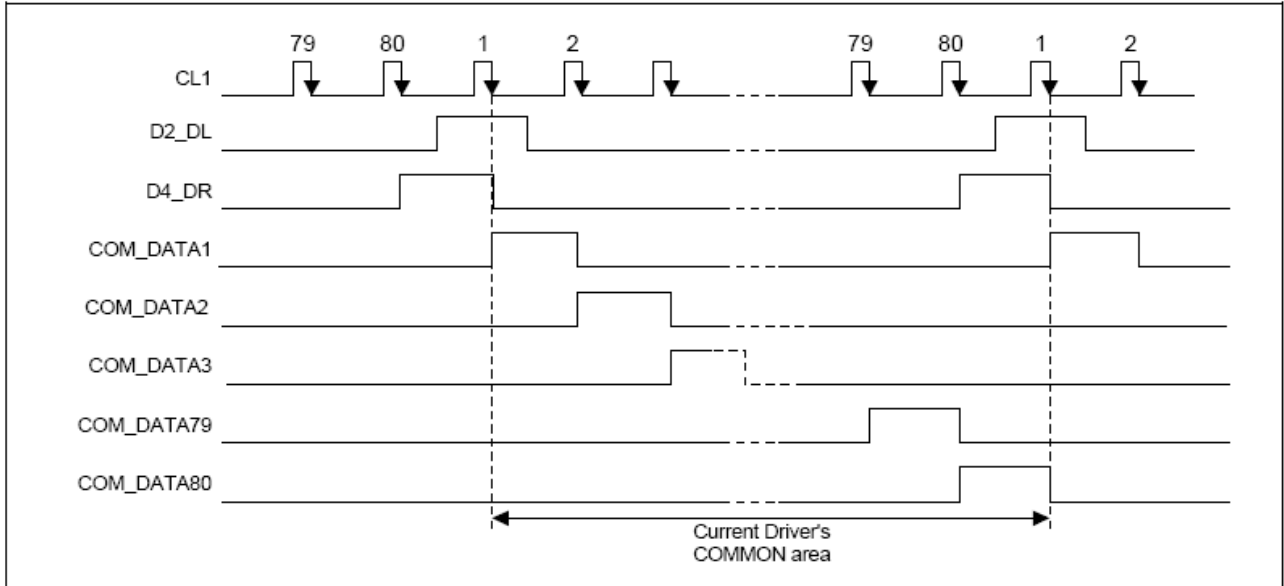 79 80 1 2 79 80 1 2
CL1
D2_DL
D4_DR
COM_DATA1
COM_DATA2
COM_DATA3
COM_DATA79
COM_DATA80
Current Driver's
COMMON area